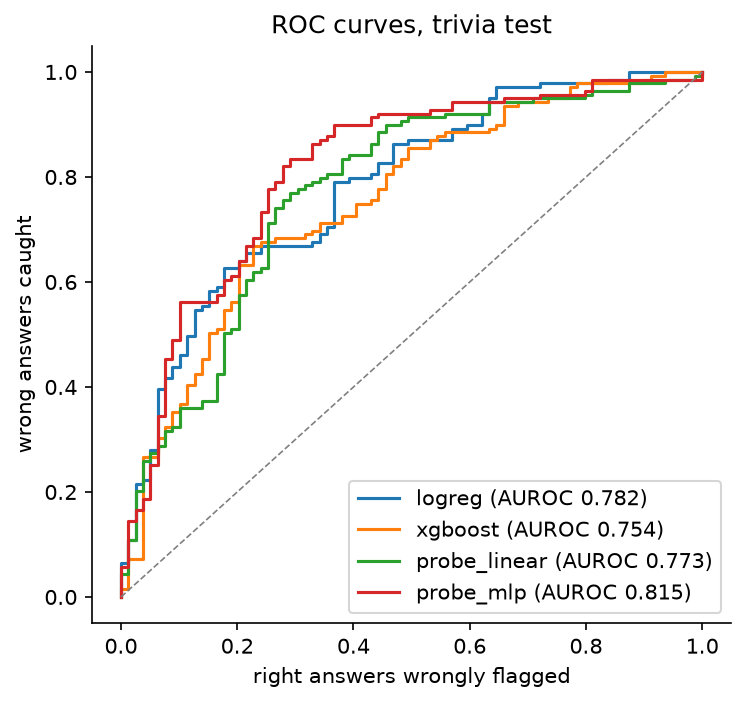 ROC curves, trivia test
wrong answers caught
1.0
0.8
0.6
0.4
0.2
0.0
0.0 0.2 0.4 0.6 0.8 1.0
right answers wrongly flagged
logreg (AUROC 0.782)
xgboost (AUROC 0.754)
probe_linear (AUROC 0.773)
probe_mlp (AUROC 0.815)